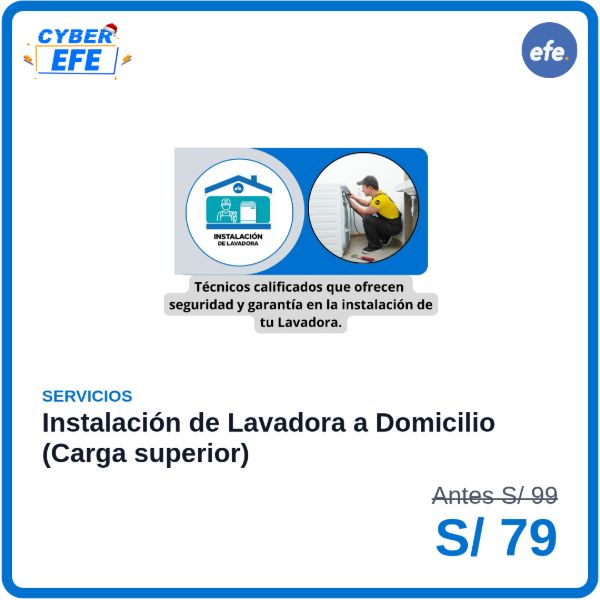 CYBER
EFE
efe.
INSTALACIÓN
DE LAVADORA
Técnicos calificados que ofrecen
seguridad y garantía en la instalación de
tu Lavadora.
SERVICIOS
Instalación de Lavadora a Domicilio
(Carga superior)
Antes S/ 99
S/ 79